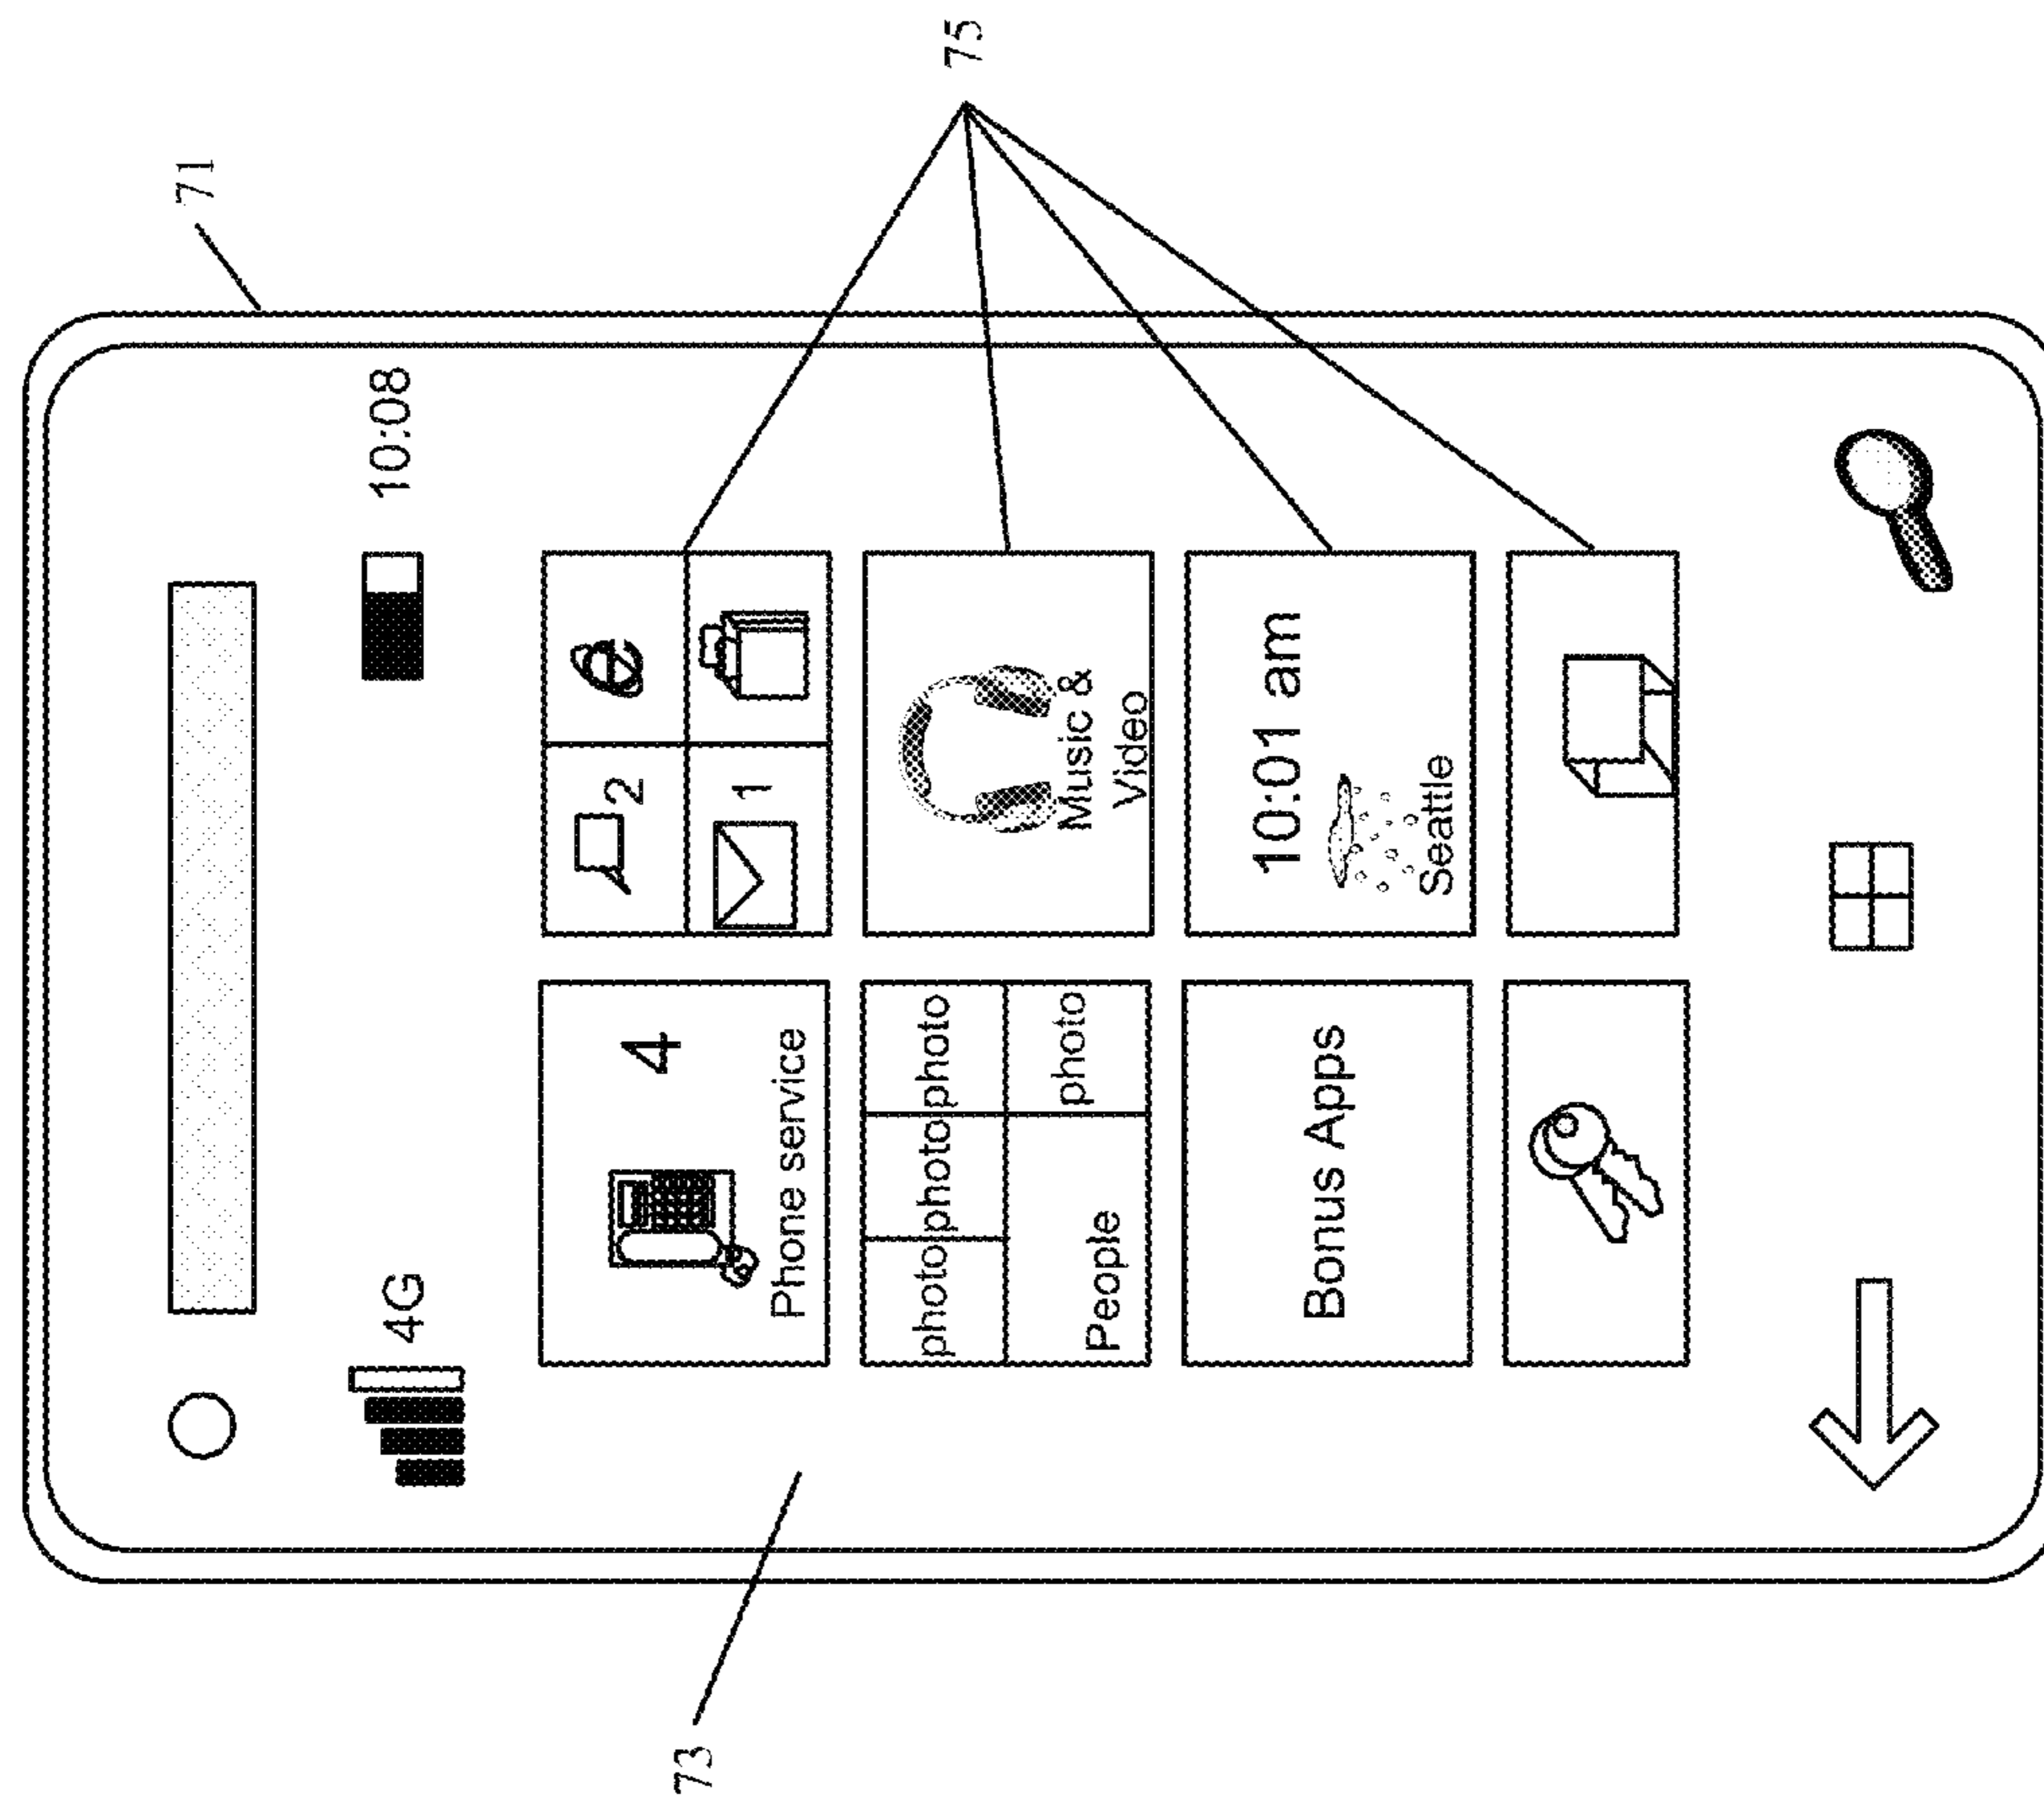 71
4G
10:08
4
Phone service
2
e
1
75
photo
photo
photo
photo
People
Music &
Video
73
Bonus Apps
10:01 am
Seattle